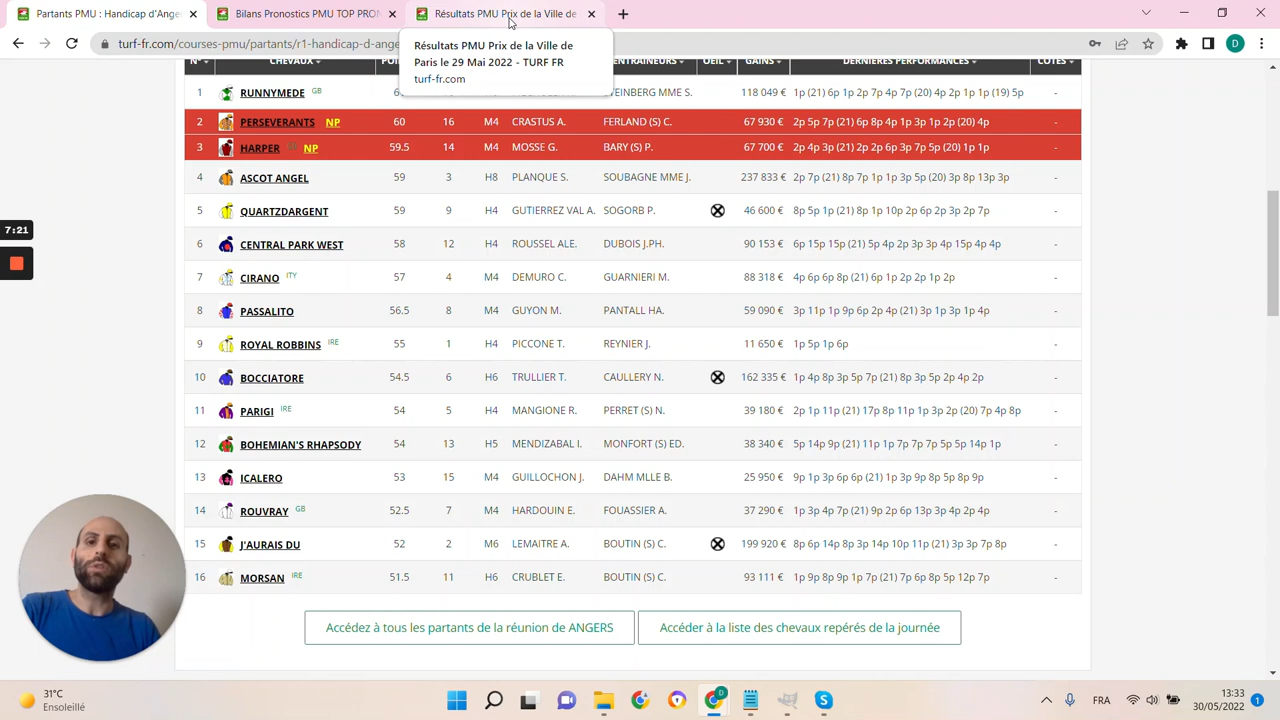 Partants PMU : Handicap d'Ange
Bilans Pronostics PMU TOP PRON
Résultats PMU Prix de la Ville de
turf-fr.com/courses-pmu/partants/r1-handicap-d-ange
Résultats PMU Prix de la Ville de
Paris le 29 Mai 2022 - TURF FR
turf-fr.com
N° CHEVAUX ENTRAÎNEURS OEIL GAINS DERNIÈRES PERFORMANCES COTES
1 RUNNYMEDE GB STEINBERG MME S. 118 049 € 1p (21) 6p 1p 2p 7p 4p 7p (20) 4p 2p 1p 1p (19) 5p -
2 PERSEVERANTS NP 60 16 M4 CRASTUS A. FERLAND (S) C. 67 930 € 2p 5p 7p (21) 6p 8p 4p 1p 3p 1p 2p (20) 4p -
3 HARPER NP 59.5 14 M4 MOSSE G. BARY (S) P. 67 700 € 2p 4p 3p (21) 2p 2p 6p 3p 7p 5p (20) 1p 1p -
4 ASCOT ANGEL 59 3 H8 PLANQUE S. SOUBAGNE MME J. 237 833 € 2p 7p (21) 8p 7p 1p 1p 3p 5p (20) 3p 8p 13p 3p -
5 QUARTZDARGENT 59 9 H4 GUTIERREZ VAL A. SOGORB P. 46 600 € 8p 5p 1p (21) 8p 1p 10p 2p 6p 2p 3p 2p 7p -
6 CENTRAL PARK WEST 58 12 H4 ROUSSEL ALE. DUBOIS J.PH. 90 153 € 6p 15p 15p (21) 5p 4p 2p 3p 3p 4p 15p 4p 4p -
7 CIRANO ITY 57 4 M4 DEMURO C. GUARNIERI M. 88 318 € 4p 6p 6p 8p (21) 6p 1p 2p 2p 1p 2p -
8 PASSALITO 56.5 8 M4 GUYON M. PANTALL HA. 59 090 € 3p 11p 1p 9p 6p 2p 4p (21) 3p 1p 3p 1p 4p -
9 ROYAL ROBBINS IRE 55 1 H4 PICCONE T. REYNIER J. 11 650 € 1p 5p 1p 6p -
10 BOCCIATORE 54.5 6 H6 TRULLIER T. CAULLERY N. 162 335 € 1p 4p 8p 3p 5p 7p (21) 8p 3p 5p 2p 4p 2p -
11 PARIGI IRE 54 5 H4 MANGIONE R. PERRET (S) N. 39 180 € 2p 1p 11p (21) 17p 8p 11p 1p 3p 2p (20) 7p 4p 8p -
12 BOHEMIAN'S RHAPSODY 54 13 H5 MENDIZABAL I. MONFORT (S) ED. 38 340 € 5p 14p 9p (21) 11p 1p 7p 7p 7p 5p 5p 14p 1p -
13 ICALERO 53 15 M4 GUILLOCHON J. DAHM MLLE B. 25 950 € 9p 1p 3p 6p 6p (21) 3p 6p 9p 5p 8p 9p -
14 ROUVRAY GB 52.5 7 M4 HARDOUIN E. FOUASSIER A. 37 290 € 1p 3p 4p 7p (21) 9p 2p 6p 13p 3p 4p 2p 4p -
15 J'AURAIS DU 52 2 M6 LEMAITRE A. BOUTIN (S) C. 199 920 € 8p 6p 14p 8p 3p 14p 10p 11p (21) 3p 3p 7p 8p -
16 MORSAN IRE 51.5 11 H6 CRUBLET E. BOUTIN (S) C. 93 111 € 1p 9p 8p 9p 1p (21) 7p 6p 8p 5p 12p 7p -
7:21
Accédez à tous les partants de la réunion de ANGERS
Accéder à la liste des chevaux repérés de la journée
31°C
Ensoleillé
FRA
13:33
30/05/2022
1